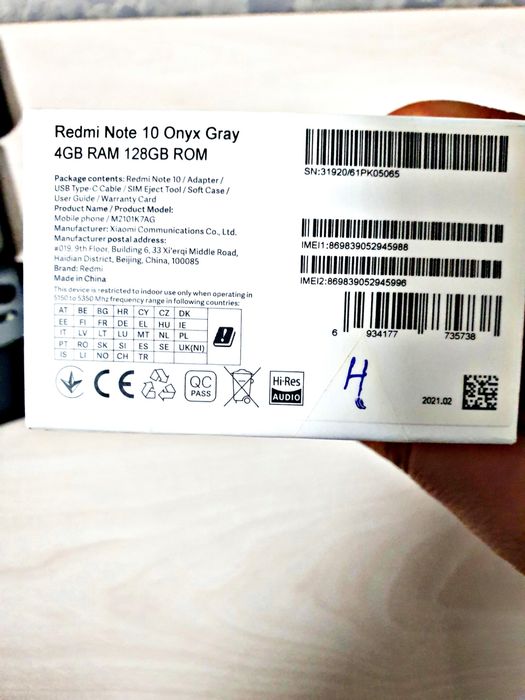 Redmi Note 10 Onyx Gray
4GB RAM 128GB ROM
Package contents: Redmi Note 10 / Adapter /
USB Type-C Cable / SIM Eject Tool / Soft Case /
User Guide / Warranty Card
Product Name / Product Model:
Mobile phone / M2101K7AG
Manufacturer: Xiaomi Communications Co., Ltd.
Manufacturer postal address:
#019, 9th Floor, Building 6, 33 Xi'erqi Middle Road,
Haidian District, Beijing, China, 100085
Brand: Redmi
Made in China
This device is restricted to indoor use only when operating in
5150 to 5350 Mhz frequency range in following countries:
AT BE BG HR CY CZ DK
EE FI FR DE EL HU IE
IT LV LT LU MT NL PL
PT RO SK SI ES SE UK(NI)
IS LI NO CH TR
CE
QC
PASS
Hi-Res
AUDIO
SN:31920/61PK05065
IMEI1:869839052945988
IMEI2:869839052945996
6 934177 735738
H
2021.02